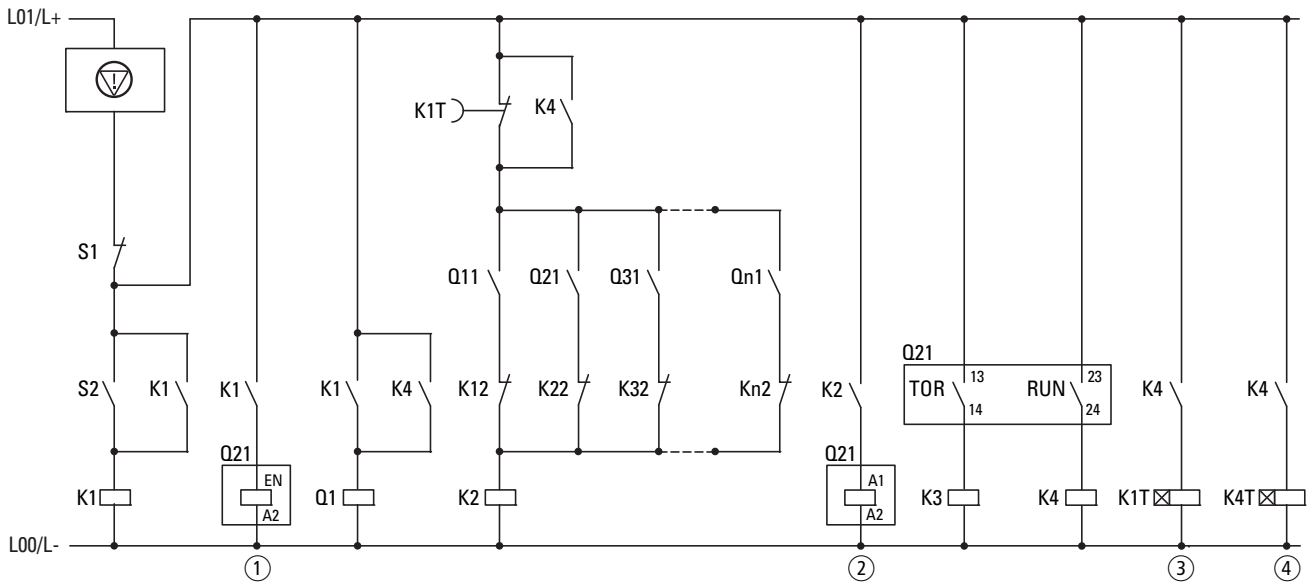 L01/L+
!
K1T
K4
S1
Q11
Q21
Q31
Qn1
Q21
S2
K1
K1
K1
K4
K12
K22
K32
Kn2
K2
TOR
13
14
RUN
23
24
K4
K4
Q21
EN
A2
Q21
A1
A2
K1
Q1
K2
K3
K4
K1T
K4T
L00/L-
1
2
3
4